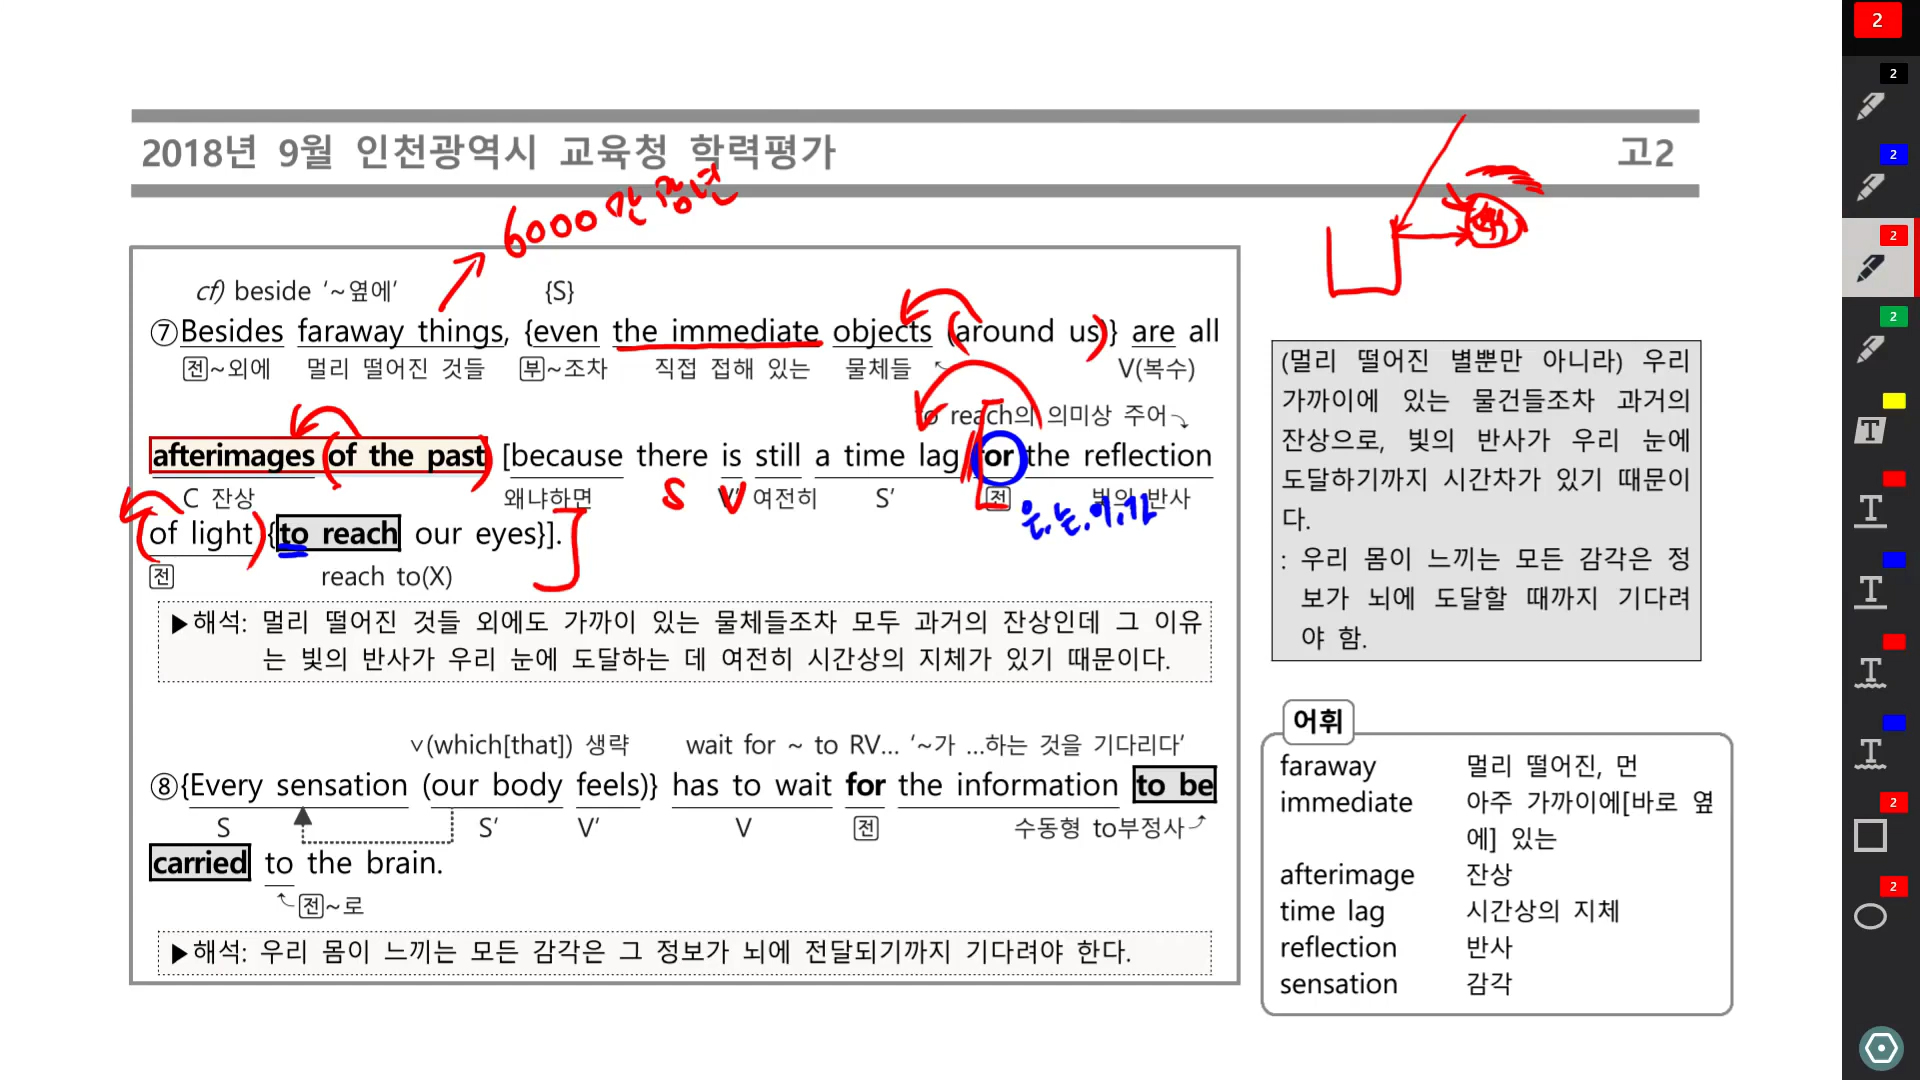 2018년 9월 인천광역시 교육청 학력평가 고2
6000만 광년
cf) beside ‘~옆에’ {S}
⑦Besides faraway things, {even the immediate objects (around us)} are all
전~외에 멀리 떨어진 것들 부~조차 직접 접해 있는 물체들 V(복수)
to reach의 의미상 주어
afterimages (of the past) [because there is still a time lag for the reflection
C 잔상 왜냐하면 S V V′ 여전히 S′ 전 빛의 반사
은, 는, 이, 가
(of light) {to reach our eyes}].
전 reach to(X)
▶해석: 멀리 떨어진 것들 외에도 가까이 있는 물체들조차 모두 과거의 잔상인데 그 이유
는 빛의 반사가 우리 눈에 도달하는 데 여전히 시간상의 지체가 있기 때문이다.
∨(which[that]) 생략 wait for ~ to RV... ‘~가 ...하는 것을 기다리다’
⑧{Every sensation (our body feels)} has to wait for the information to be
S S′ V′ V 전 수동형 to부정사
carried to the brain.
전~로
▶해석: 우리 몸이 느끼는 모든 감각은 그 정보가 뇌에 전달되기까지 기다려야 한다.
(멀리 떨어진 별뿐만 아니라) 우리
가까이에 있는 물건들조차 과거의
잔상으로, 빛의 반사가 우리 눈에
도달하기까지 시간차가 있기 때문이
다.
: 우리 몸이 느끼는 모든 감각은 정
보가 뇌에 도달할 때까지 기다려
야 함.
어휘
faraway 멀리 떨어진, 먼
immediate 아주 가까이에[바로 옆
에] 있는
afterimage 잔상
time lag 시간상의 지체
reflection 반사
sensation 감각
2
2
2
2
2
T
T
T
T
T
2
2